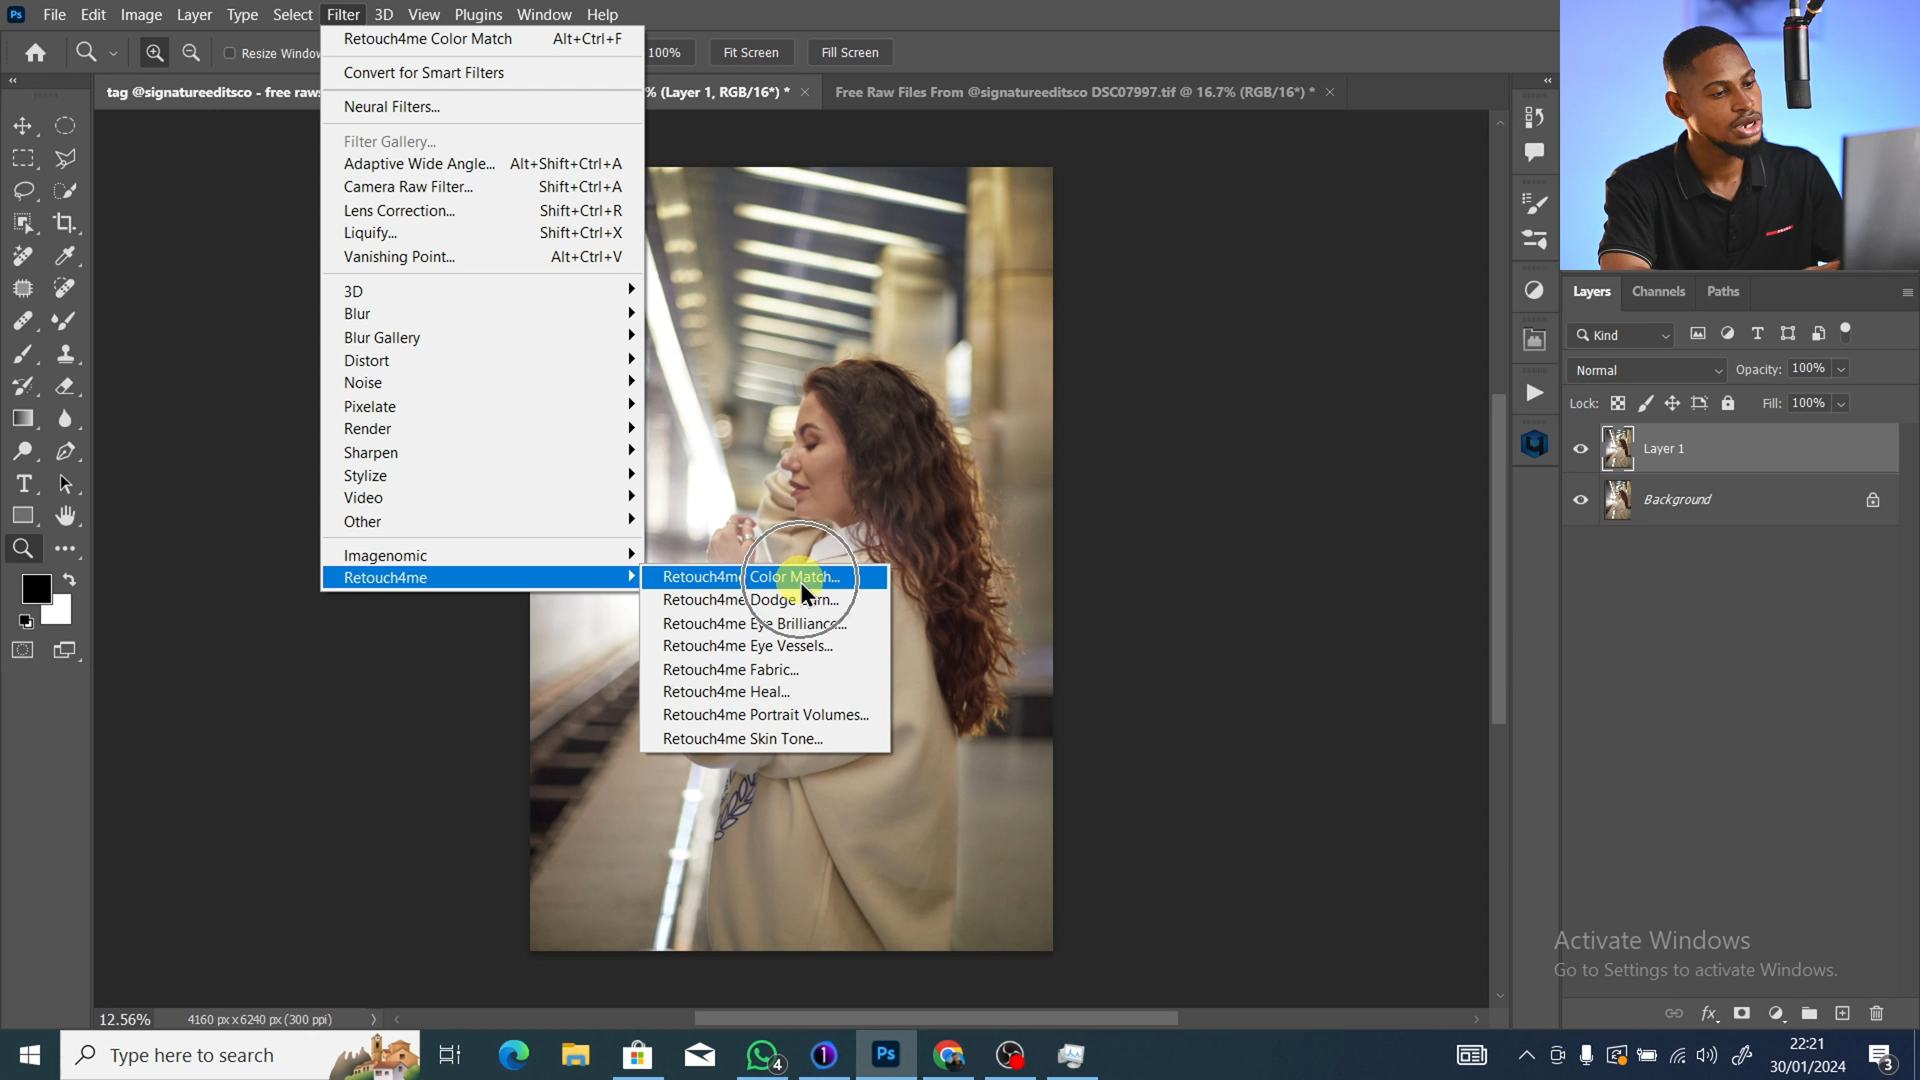 Ps File Edit Image Layer Type Select Filter 3D View Plugins Window Help
Resize Window 100% Fit Screen Fill Screen
tag @signatureeditsco - free raw % (Layer 1, RGB/16*) * Free Raw Files From @signatureeditsco DSC07997.tif @ 16.7% (RGB/16*) *
Retouch4me Color Match Alt+Ctrl+F
Convert for Smart Filters
Neural Filters...
Filter Gallery...
Adaptive Wide Angle... Alt+Shift+Ctrl+A
Camera Raw Filter... Shift+Ctrl+A
Lens Correction... Shift+Ctrl+R
Liquify... Shift+Ctrl+X
Vanishing Point... Alt+Ctrl+V
3D
Blur
Blur Gallery
Distort
Noise
Pixelate
Render
Sharpen
Stylize
Video
Other
Imagenomic
Retouch4me
Retouch4me Color Match...
Retouch4me Dodge
Retouch4me Eye Brilliance...
Retouch4me Eye Vessels...
Retouch4me Fabric...
Retouch4me Heal...
Retouch4me Portrait Volumes...
Retouch4me Skin Tone...
Layers Channels Paths
Kind
Normal Opacity: 100%
Lock: Fill: 100%
Layer 1
Background
Activate Windows
Go to Settings to activate Windows.
12.56% 4160 px x 6240 px (300 ppi)
Type here to search
4
Ps
22:21
30/01/2024
3